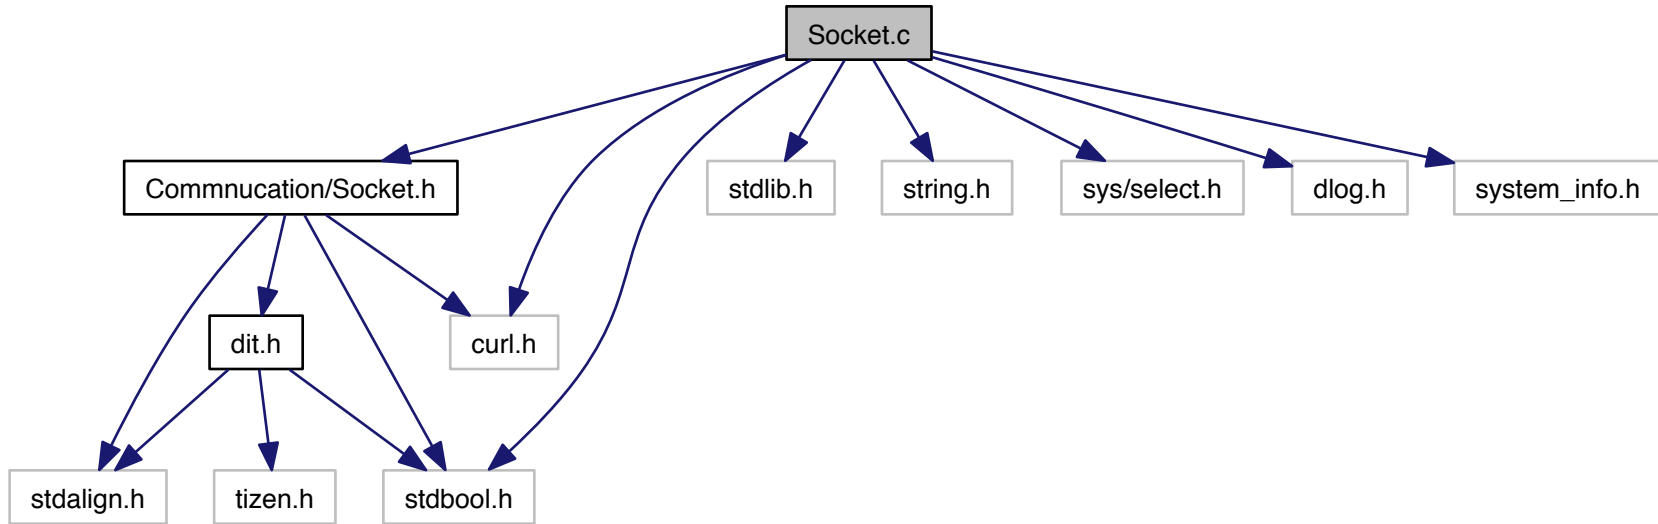 Socket.c
Commnucation/Socket.h
stdlib.h
string.h
sys/select.h
dlog.h
system_info.h
dit.h
curl.h
stdalign.h
tizen.h
stdbool.h